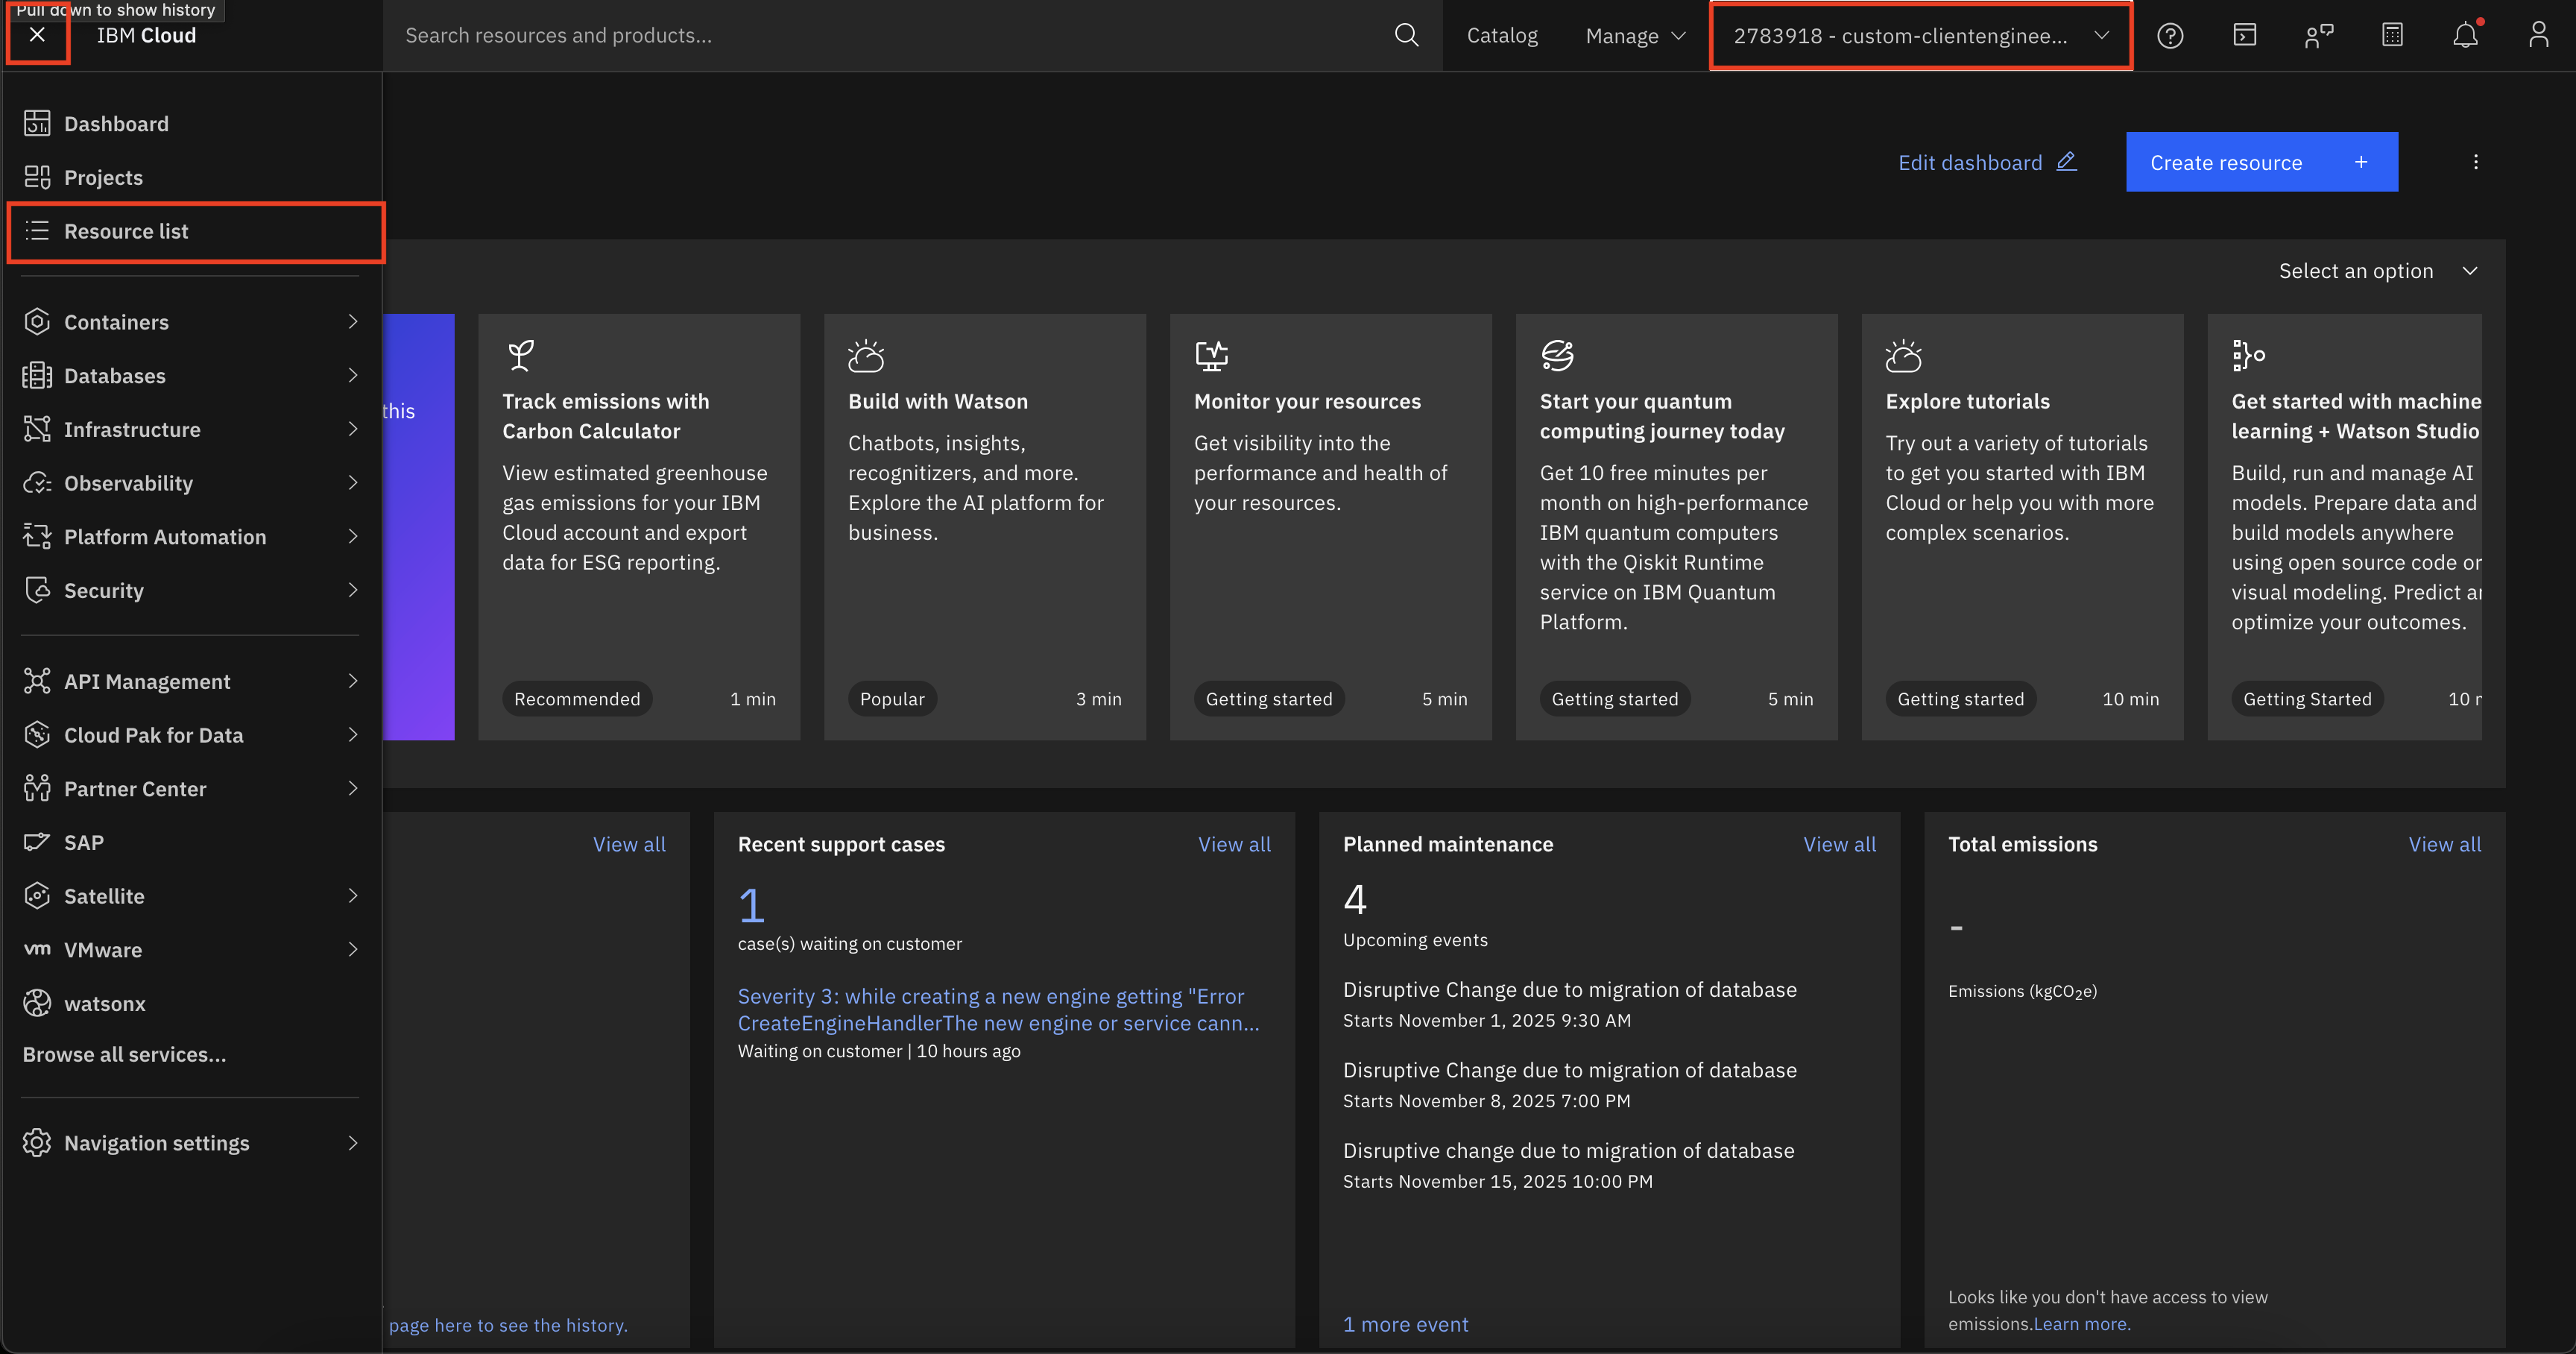 Pull down to show history
IBM Cloud
Search resources and products...
Catalog
Manage
2783918 - custom-clientenginee...
Dashboard
Projects
Resource list
Containers
Databases
Infrastructure
Observability
Platform Automation
Security
API Management
Cloud Pak for Data
Partner Center
SAP
Satellite
vm VMware
watsonx
Browse all services...
Navigation settings
Edit dashboard
Create resource +
Select an option
this
Track emissions with
Carbon Calculator
View estimated greenhouse
gas emissions for your IBM
Cloud account and export
data for ESG reporting.
Recommended
1 min
Build with Watson
Chatbots, insights,
recognitizers, and more.
Explore the AI platform for
business.
Popular
3 min
Monitor your resources
Get visibility into the
performance and health of
your resources.
Getting started
5 min
Start your quantum
computing journey today
Get 10 free minutes per
month on high-performance
IBM quantum computers
with the Qiskit Runtime
service on IBM Quantum
Platform.
Getting started
5 min
Explore tutorials
Try out a variety of tutorials
to get you started with IBM
Cloud or help you with more
complex scenarios.
Getting started
10 min
Get started with machine
learning + Watson Studio
Build, run and manage AI
models. Prepare data and
build models anywhere
using open source code or
visual modeling. Predict
optimize your outcomes.
Getting Started
10
View all
page here to see the history.
Recent support cases
View all
1
case(s) waiting on customer
Severity 3: while creating a new engine getting "Error
CreateEngineHandlerThe new engine or service cann...
Waiting on customer | 10 hours ago
Planned maintenance
View all
4
Upcoming events
Disruptive Change due to migration of database
Starts November 1, 2025 9:30 AM
Disruptive Change due to migration of database
Starts November 8, 2025 7:00 PM
Disruptive change due to migration of database
Starts November 15, 2025 10:00 PM
1 more event
Total emissions
View all
-
Emissions (kgCO₂e)
Looks like you don't have access to view
emissions.Learn more.